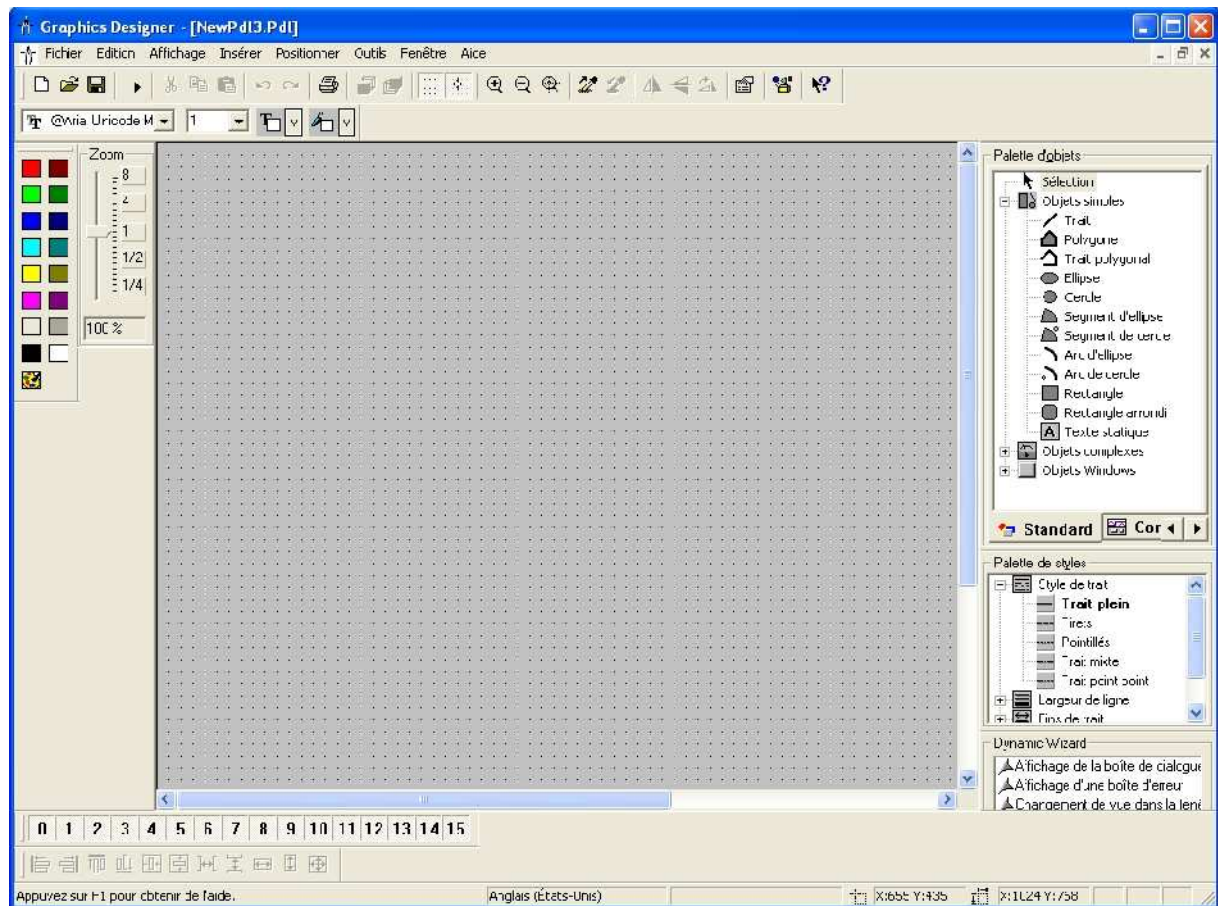 Graphics Designer - [NewPdl3.Pdl]
Fichier Edition Affichage Insérer Positionner Outils Fenêtre Aide
1
Zoom
8
4
1
1/2
1/4
100 %
Palette d'objets
Sélection
Objets simples
Trait
Polygone
Trait polygonal
Ellipse
Cercle
Segment d'ellipse
Segment de cercle
Arc d'ellipse
Arc de cercle
Rectangle
Rectangle arrondi
A Texte statique
Objets complexes
Objets Windows
Standard Cor
Palette de styles
Style de trait
Trait plein
Tirets
Pointillés
Trait mixte
Trait point point
Largeur de ligne
Fins de trait
Dynamic Wizard
Affichage de la boîte de dialogue
Affichage d'une boîte d'erreur
Chargement de vue dans la fenê
0 1 2 3 4 5 6 7 8 9 10 11 12 13 14 15
Appuyez sur F1 pour obtenir de l'aide. Anglais (États-Unis) X:655 Y:435 X:1024 Y:768